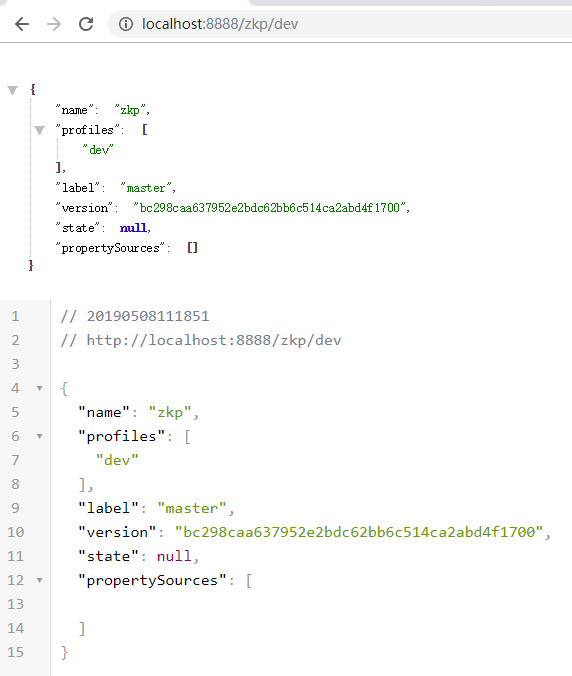 localhost:8888/zkp/dev
{
"name": "zkp",
"profiles": [
"dev"
],
"label": "master",
"version": "bc298caa637952e2bdc62bb6c514ca2abd4f1700",
"state": null,
"propertySources": []
}
1 // 20190508111851
2 // http://localhost:8888/zkp/dev
3
4 {
5 "name": "zkp",
6 "profiles": [
7 "dev"
8 ],
9 "label": "master",
10 "version": "bc298caa637952e2bdc62bb6c514ca2abd4f1700",
11 "state": null,
12 "propertySources": [
13
14 ]
15 }